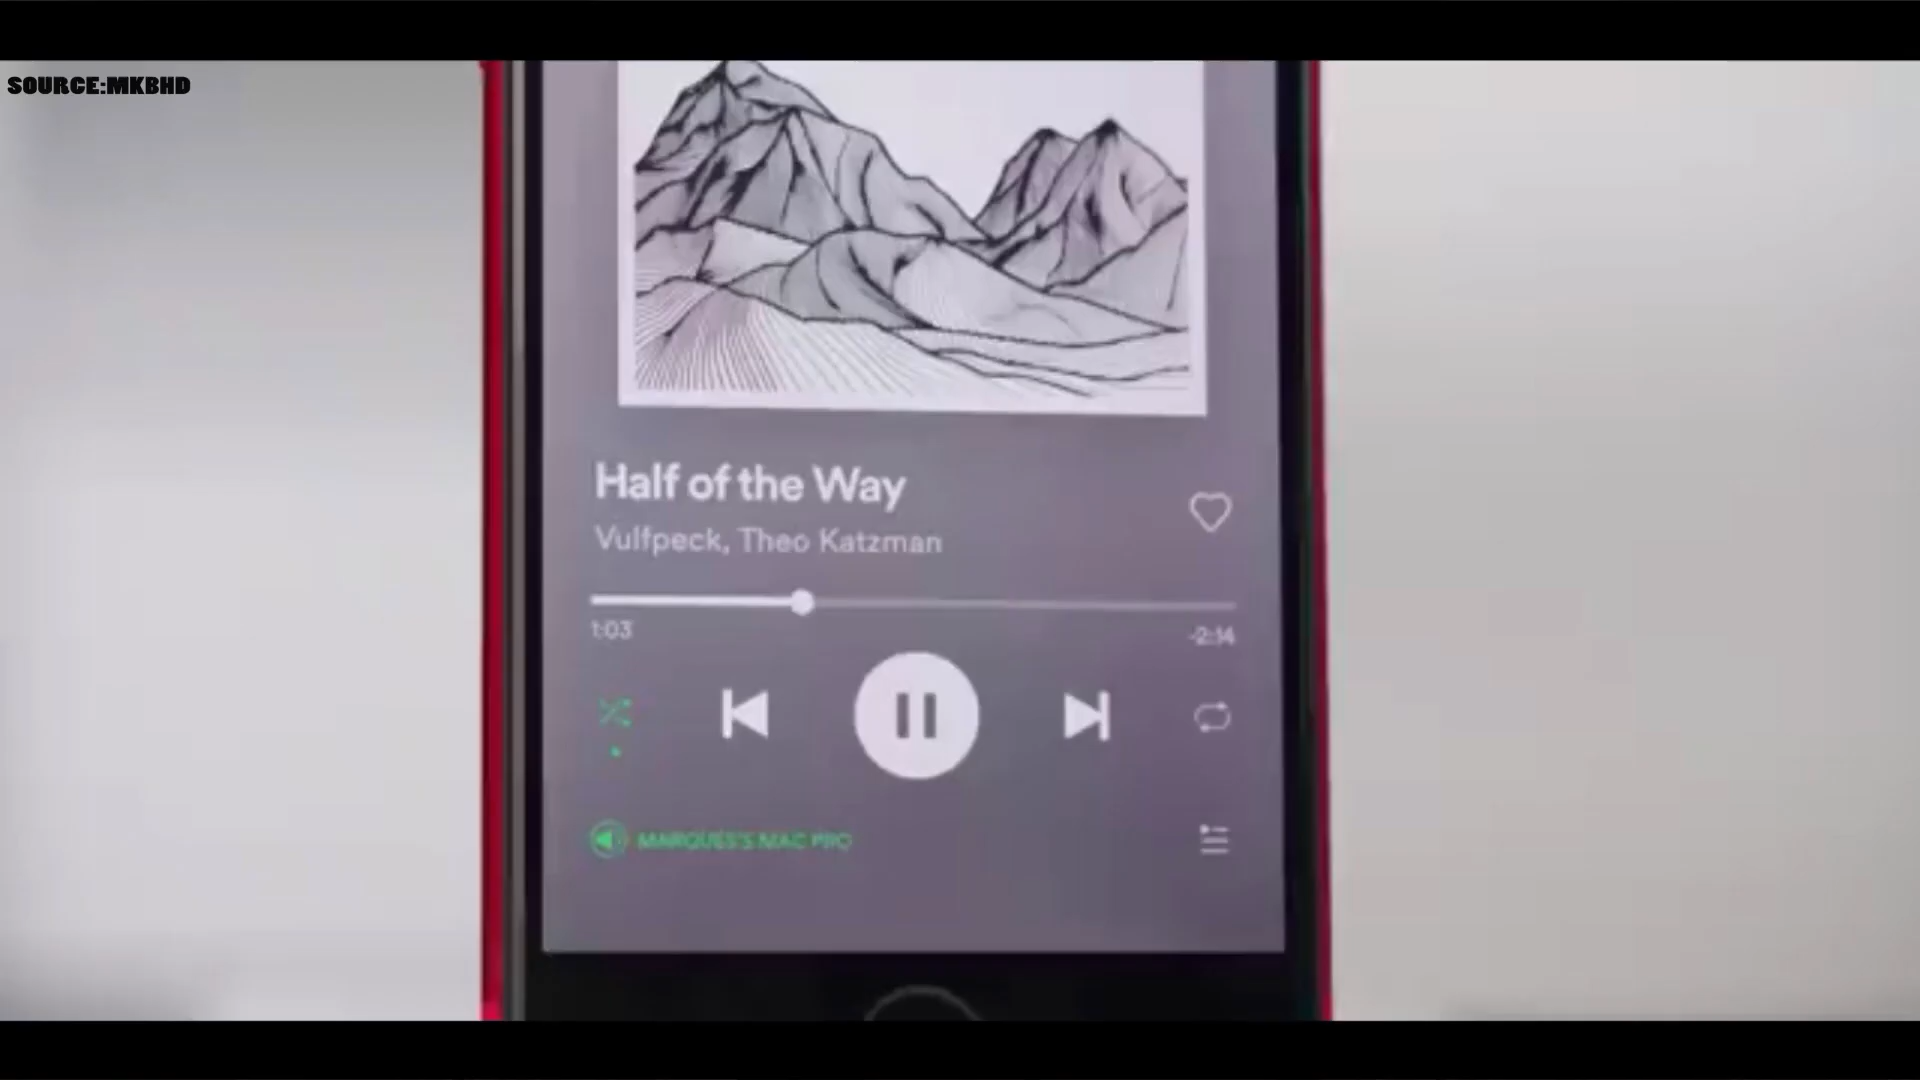 SOURCE:MKBHD
Half of the Way
Vulfpeck, Theo Katzman
1:03
-2:14
MARQUES'S MAC PRO